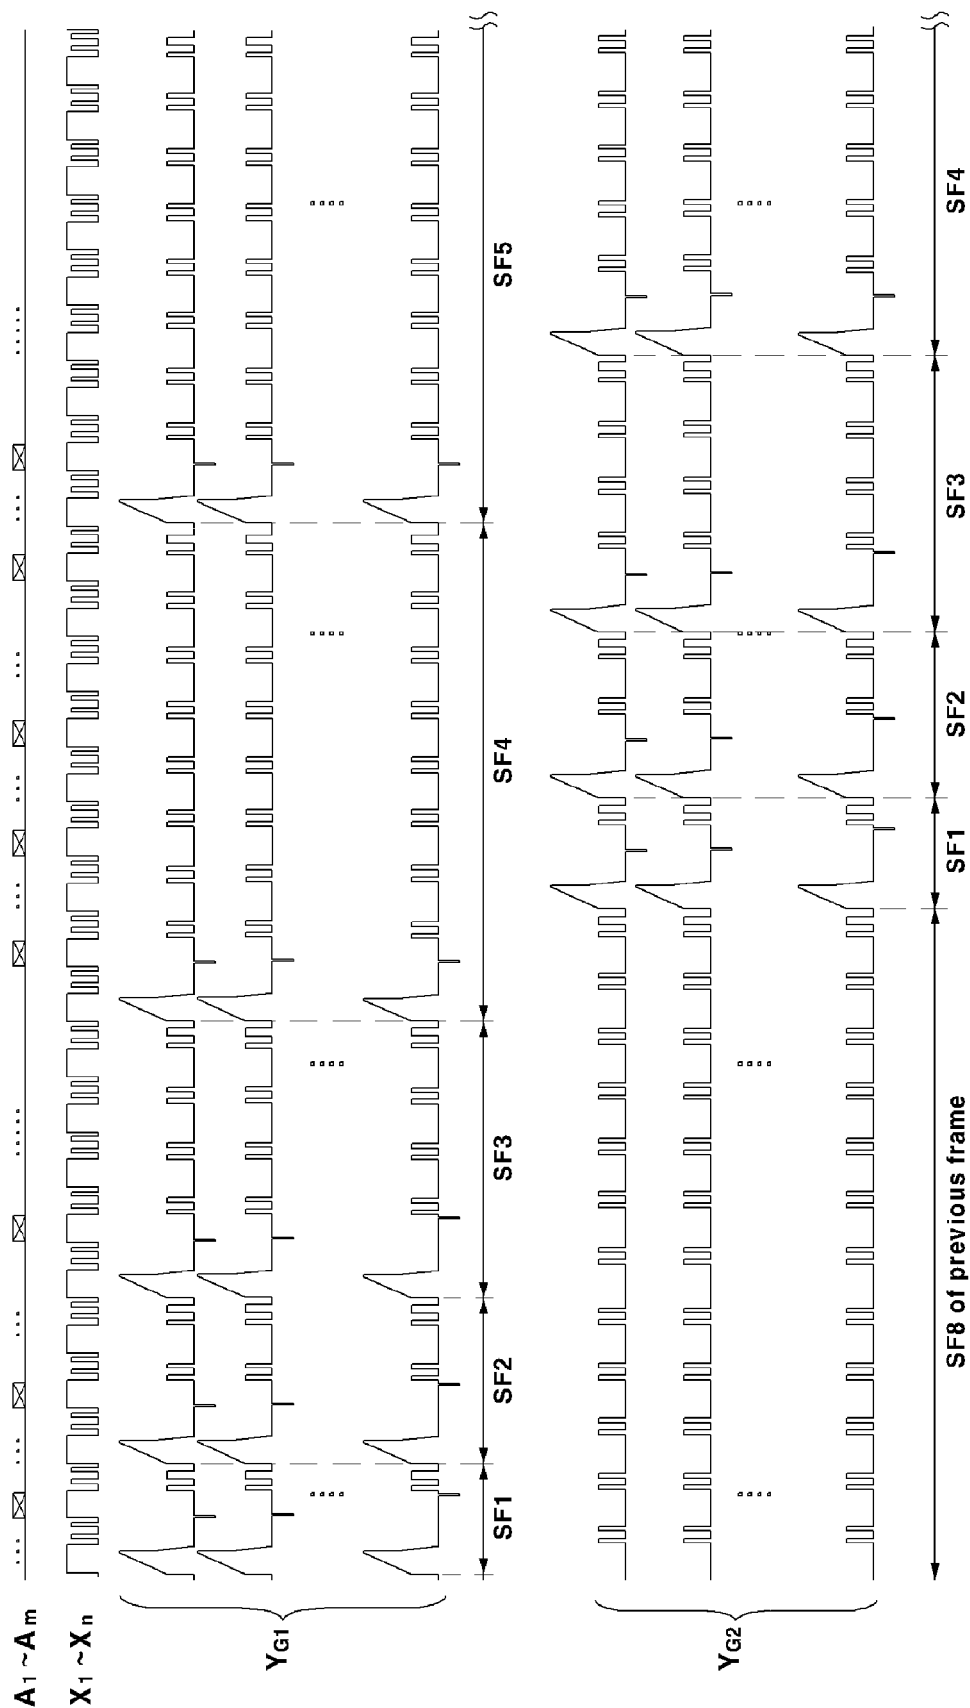 A1~Am
X1~Xn
YG1
SF1 SF2 SF3 SF4 SF5
YG2
SF8 of previous frame SF1 SF2 SF3 SF4